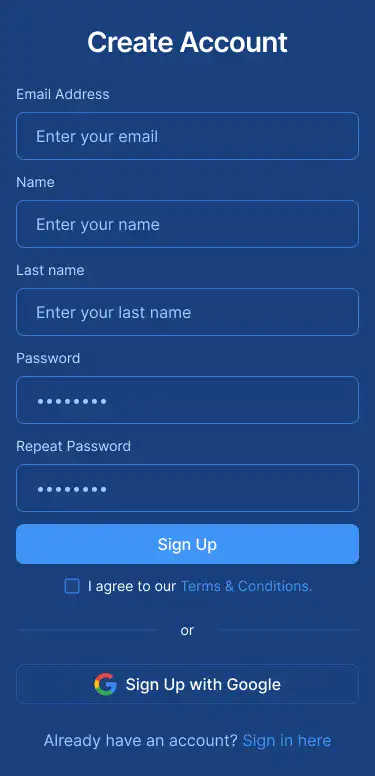 Create Account
Email Address
Enter your email
Name
Enter your name
Last name
Enter your last name
Password
••••••••
Repeat Password
••••••••
Sign Up
I agree to our Terms & Conditions.
or
Sign Up with Google
Already have an account? Sign in here